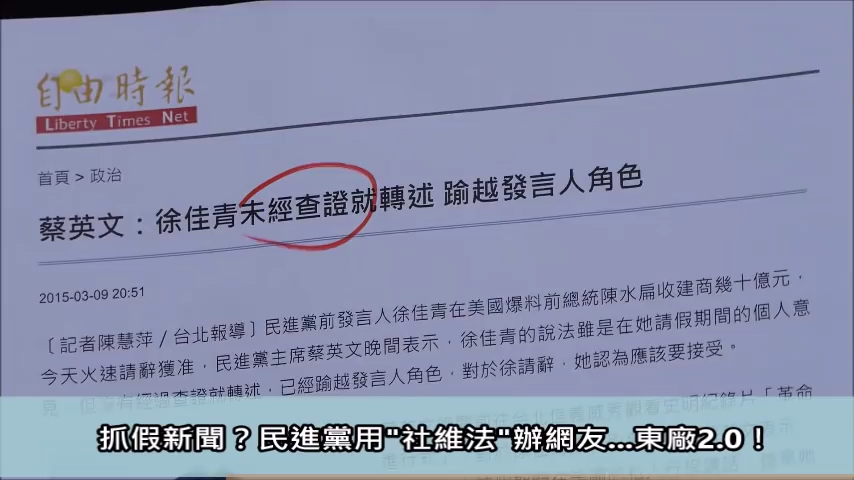 自由時報
Liberty Times Net
首頁 > 政治
蔡英文：徐佳青未經查證就轉述 踰越發言人角色
2015-03-09 20:51
〔記者陳慧萍／台北報導〕民進黨前發言人徐佳青在美國爆料前總統陳水扁收建商幾十億元，
今天火速請辭獲准，民進黨主席蔡英文晚間表示，徐佳青的說法雖是在她請假期間的個人意
見，但沒有經過查證就轉述，已經踰越發言人角色，對於徐請辭，她認為應該要接受。
抓假新聞？民進黨用"社維法"辦網友...東廠2.0！